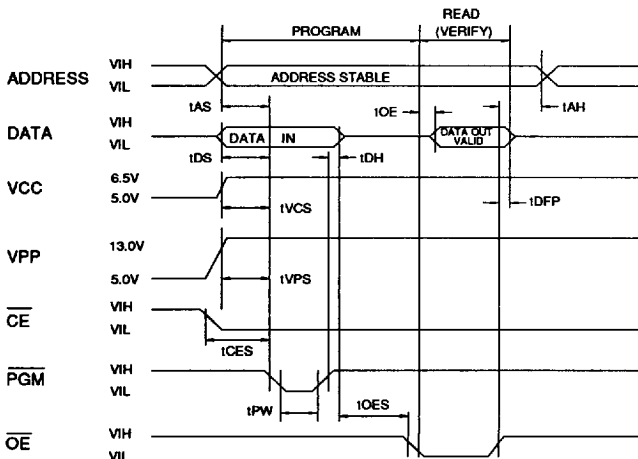 READ
PROGRAM (VERIFY)
ADDRESS VIH VIL ADDRESS STABLE
tAS tOE tAH
DATA VIH VIL DATA IN DATA OUT VALID
tDS tDH
VCC 6.5V 5.0V tVCS tDFP
VPP 13.0V 5.0V tVPS
CE VIH VIL
tCES
PGM VIH VIL
tPW tOES
OE VIH VIL